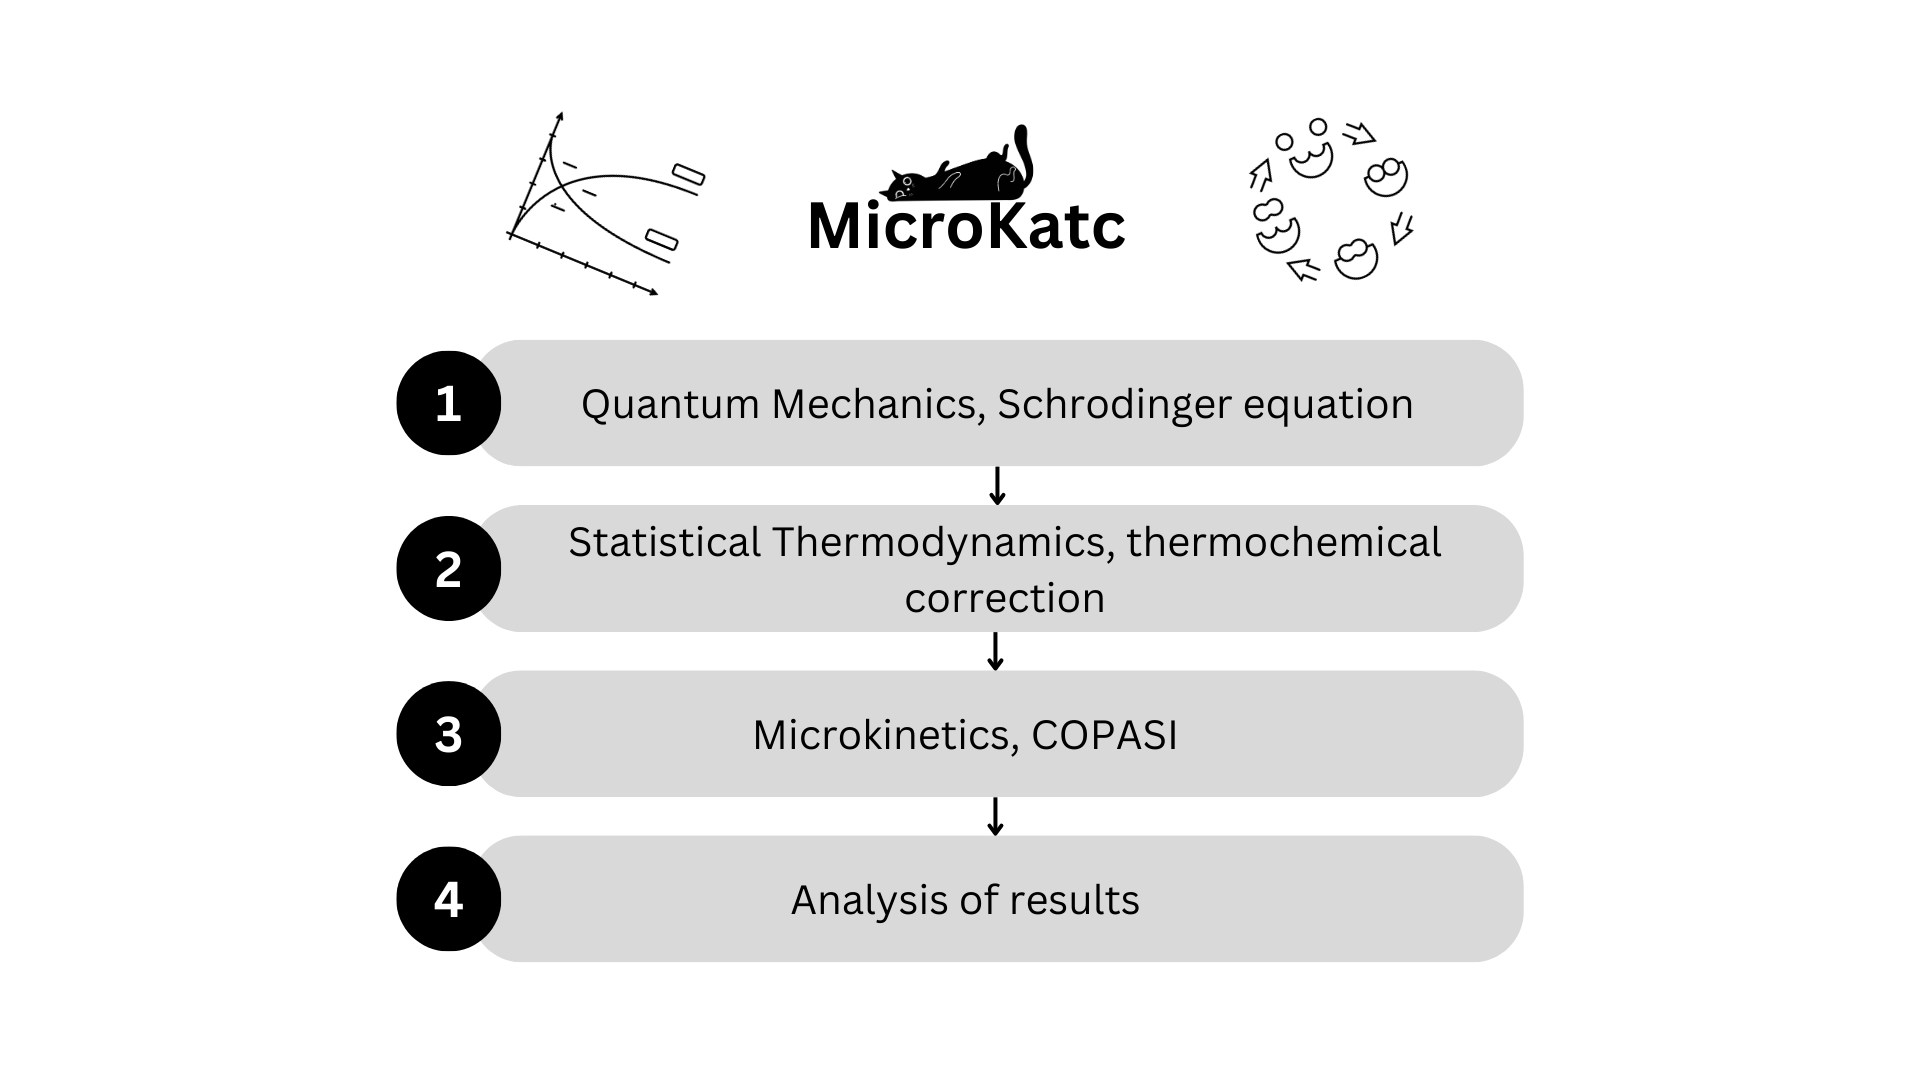 MicroKatc
1
Quantum Mechanics, Schrodinger equation
2
Statistical Thermodynamics, thermochemical
correction
3
Microkinetics, COPASI
4
Analysis of results